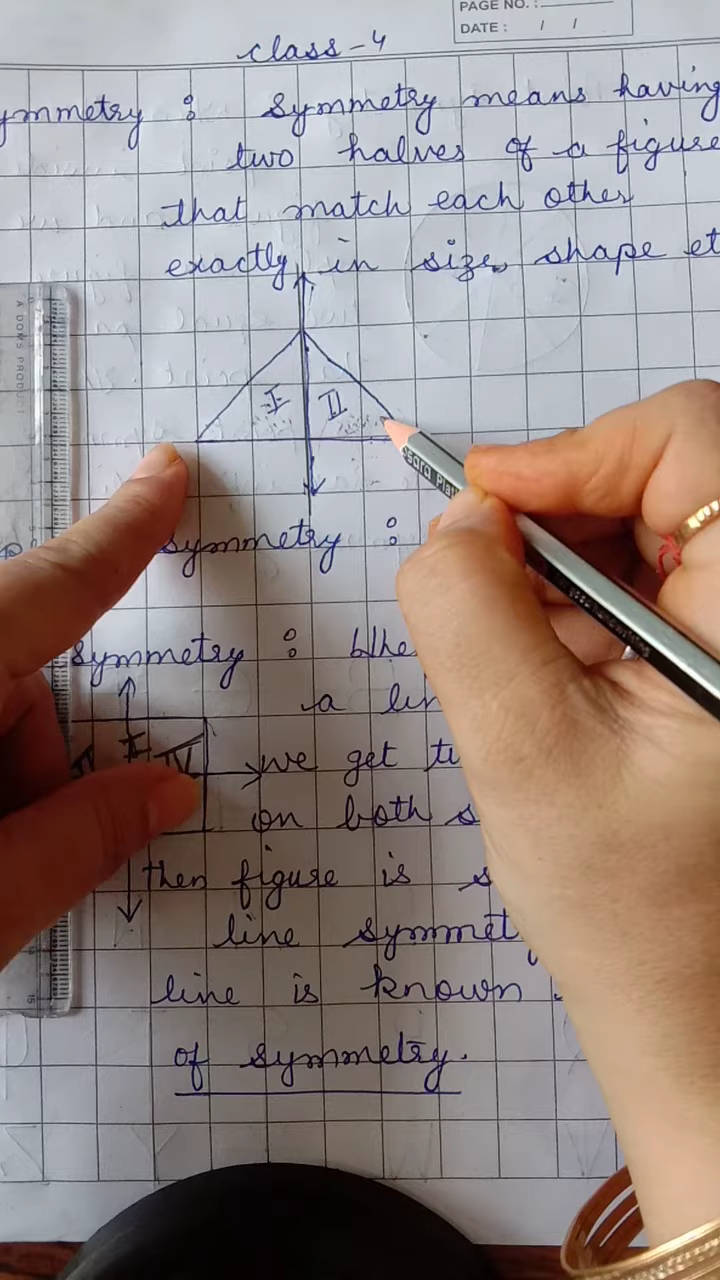 PAGE NO.:
DATE: / /
class-4
ymmetry : Symmetry means having
two halves of a figure
that match each other
exactly, in size, shape et
A DOMS PRODUCT
I II
symmetry :
symmetry : Whe
a lin
I IV
we get
on both s
then figure is s
line symmet
line is known
of symmetry.
15